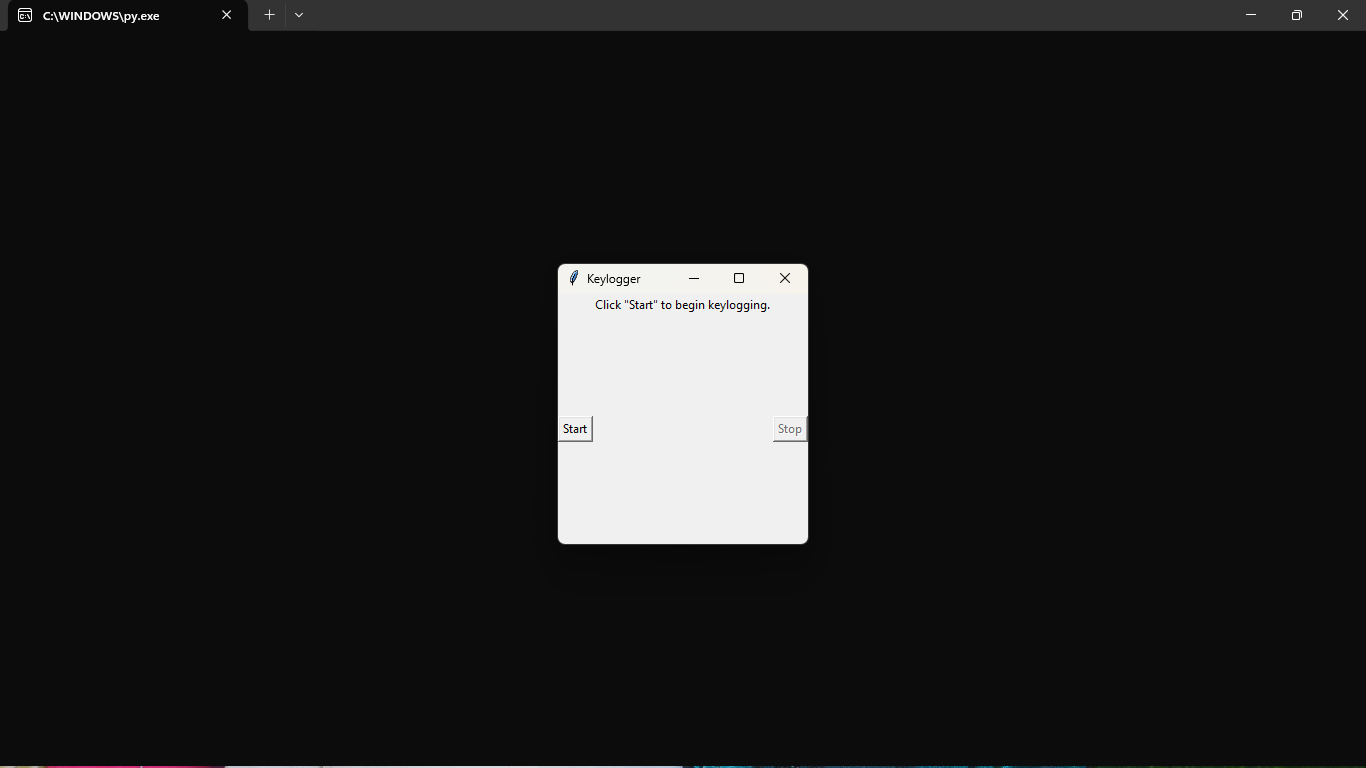 C:\WINDOWS\py.exe
Keylogger
Click "Start" to begin keylogging.
Start
Stop